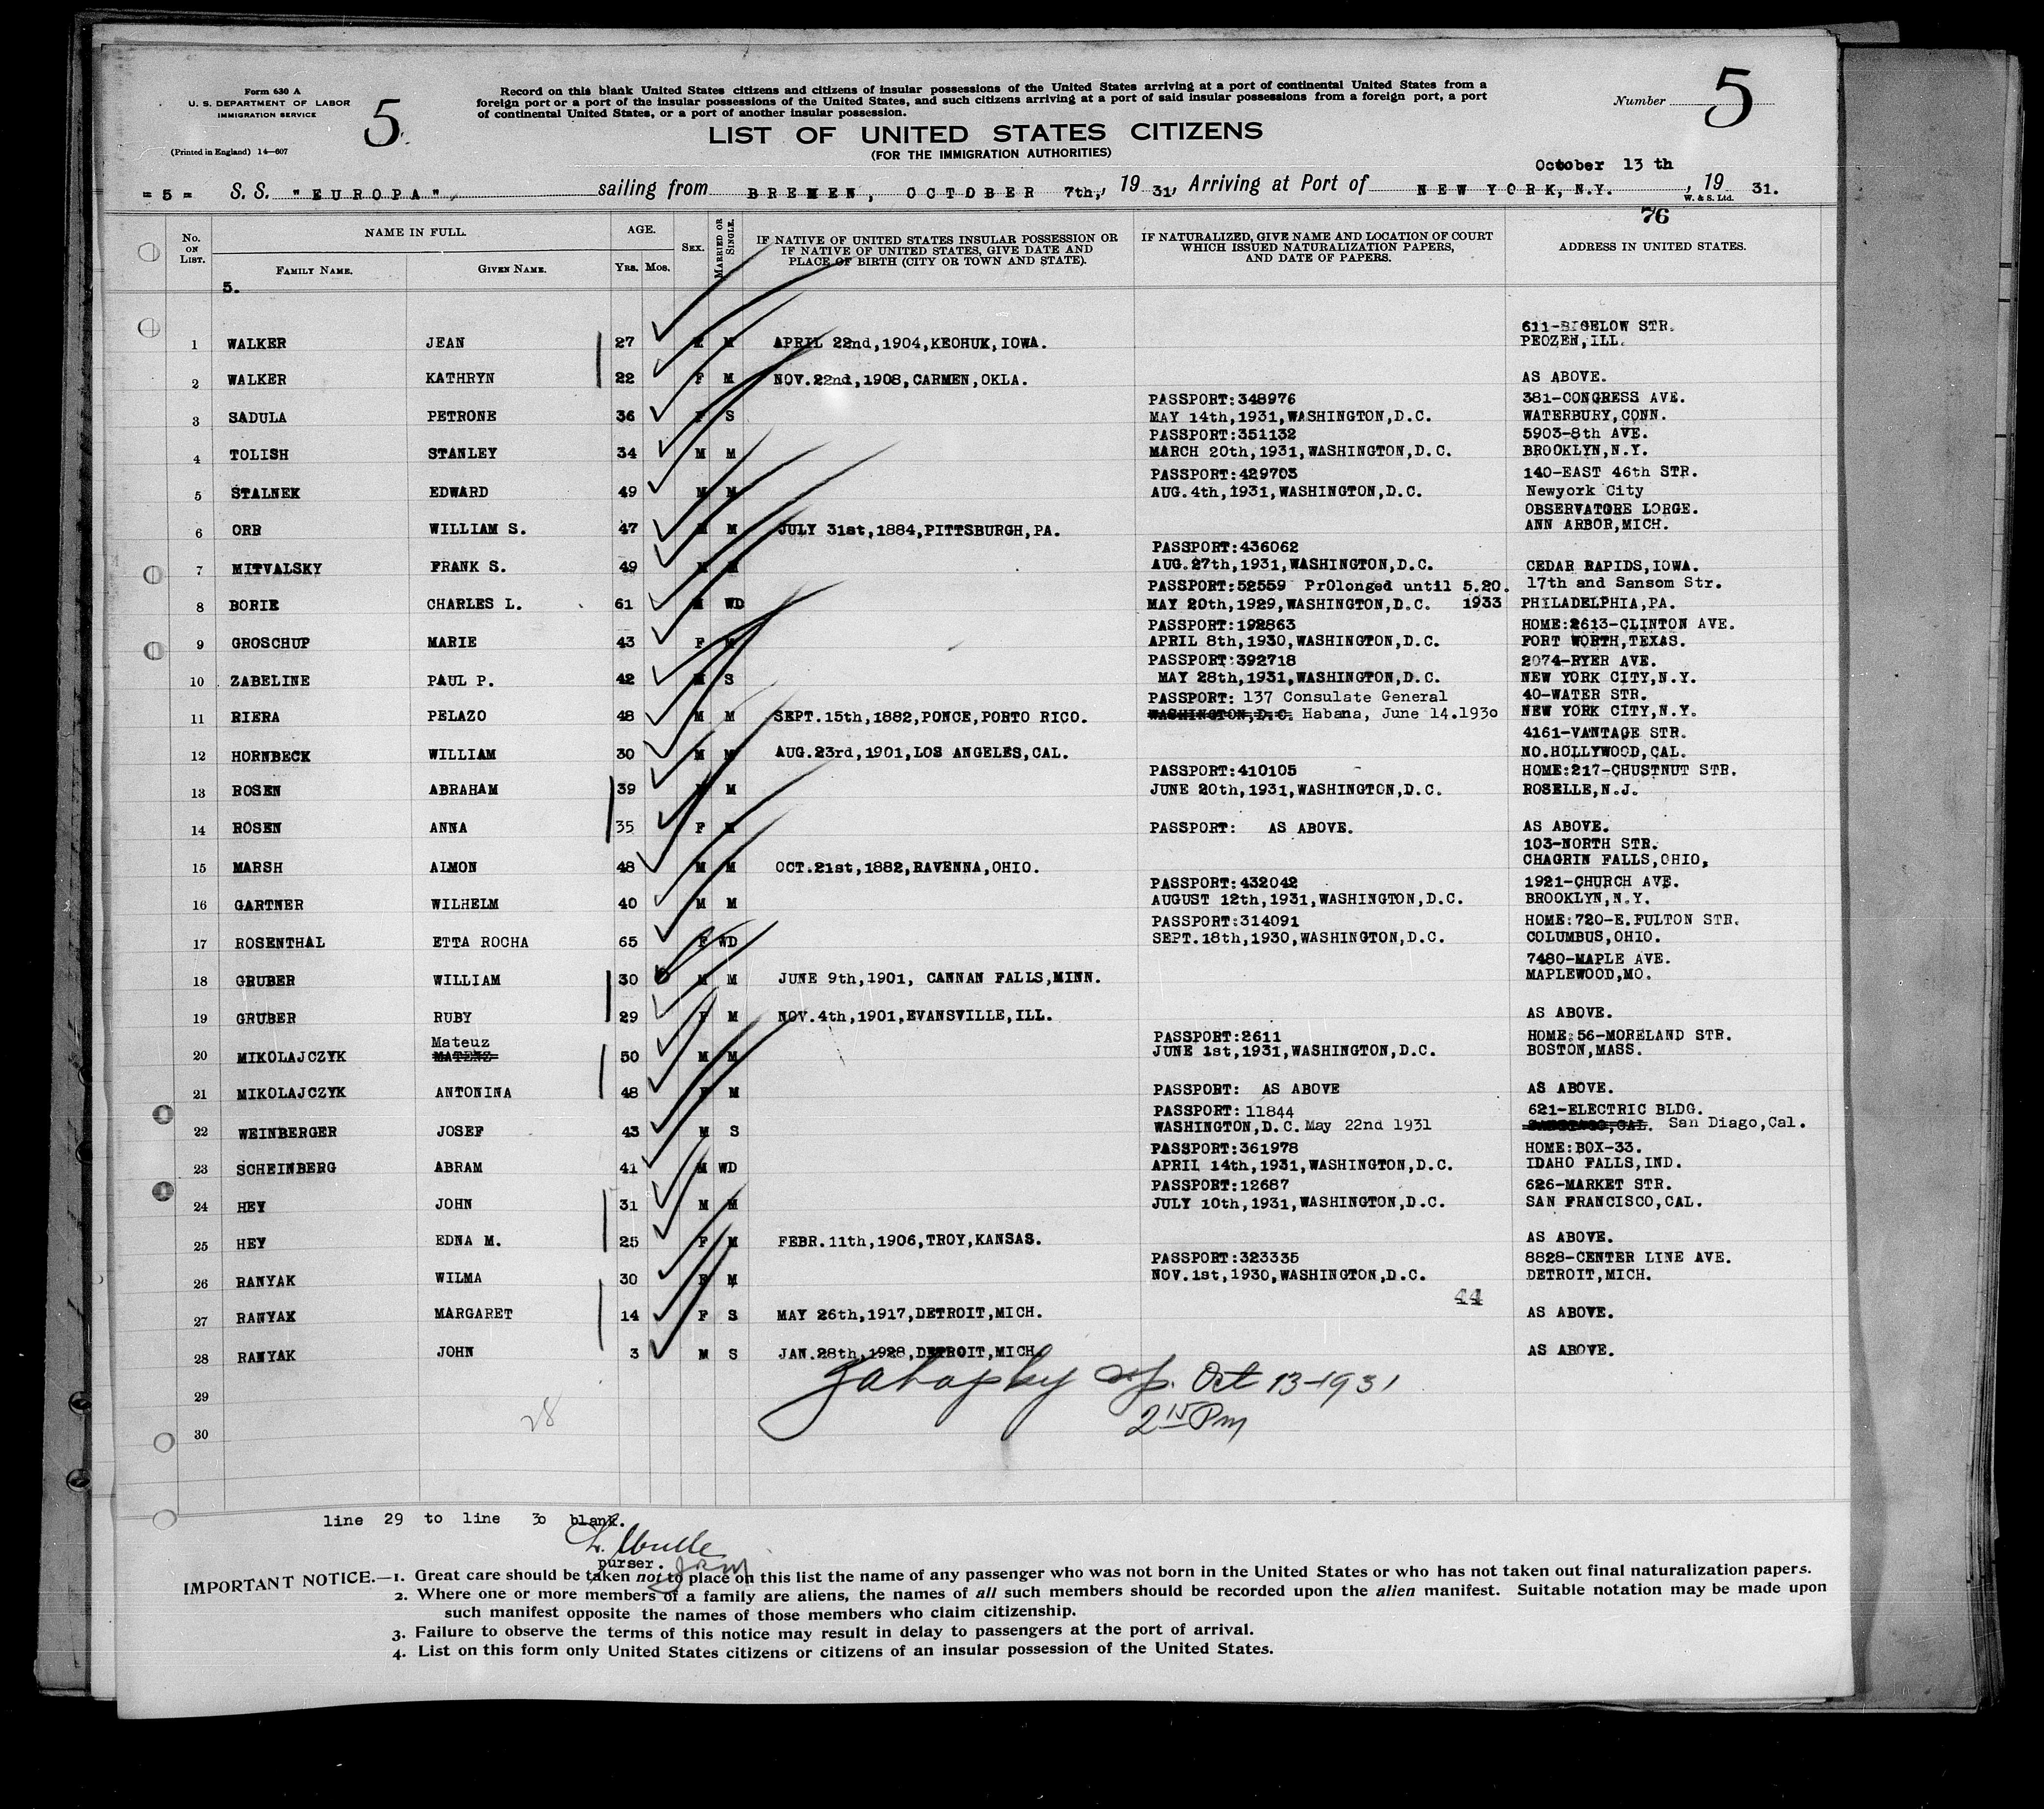 Form 630 A
U. S. DEPARTMENT OF LABOR
IMMIGRATION SERVICE
(Printed in England) 14—607
5.
Record on this blank United States citizens and citizens of insular possessions of the United States arriving at a port of continental United States from a
foreign port or a port of the insular possessions of the United States, and such citizens arriving at a port of said insular possessions from a foreign port, a port
of continental United States, or a port of another insular possession.
Number 5
LIST OF UNITED STATES CITIZENS
(FOR THE IMMIGRATION AUTHORITIES)
October 13 th
= 5 = S.S. "EUROPA", sailing from BREMEN, OCTOBER 7th, 19 31, Arriving at Port of NEW YORK, N.Y. , 19 31.
W. & S. Ltd.
76
No. ON LIST. NAME IN FULL. FAMILY NAME. GIVEN NAME. AGE. YRS. MOS. SEX. MARRIED OR SINGLE. IF NATIVE OF UNITED STATES INSULAR POSSESSION OR IF NATIVE OF UNITED STATES, GIVE DATE AND PLACE OF BIRTH (CITY OR TOWN AND STATE). IF NATURALIZED, GIVE NAME AND LOCATION OF COURT WHICH ISSUED NATURALIZATION PAPERS, AND DATE OF PAPERS. ADDRESS IN UNITED STATES.
5.
611-BIGELOW STR.
1 WALKER JEAN 27 M M APRIL 22nd,1904,KEOHUK,IOWA. PEOZEN,ILL.
2 WALKER KATHRYN 22 F M NOV.22nd,1908,CARMEN,OKLA. AS ABOVE.
PASSPORT:348976 381-CONGRESS AVE.
3 SADULA PETRONE 36 F S MAY 14th,1931,WASHINGTON,D.C. WATERBURY,CONN.
PASSPORT:351132 5903-8th AVE.
4 TOLISH STANLEY 34 M M MARCH 20th,1931,WASHINGTON,D.C. BROOKLYN,N.Y.
PASSPORT:429703 140-EAST 46th STR.
5 STALNEK EDWARD 49 M M AUG.4th,1931,WASHINGTON,D.C. Newyork City
OBSERVATORE LORGE.
6 ORR WILLIAM S. 47 M M JULY 31st,1884,PITTSBURGH,PA. ANN ARBOR,MICH.
PASSPORT:436062
7 MITVALSKY FRANK S. 49 M M AUG.27th,1931,WASHINGTON,D.C. CEDAR RAPIDS,IOWA.
PASSPORT:52559 PrOlonged until 5.20. 17th and Sansom Str.
8 BORIE CHARLES L. 61 M WD MAY 20th,1929,WASHINGTON,D.C. 1933 PHILADELPHIA,PA.
PASSPORT:192863 HOME:2613-CLINTON AVE.
9 GROSCHUP MARIE 43 F M APRIL 8th,1930,WASHINGTON,D.C. FORT WORTH,TEXAS.
PASSPORT:392718 2074-RYER AVE.
10 ZABELINE PAUL P. 42 M S MAY 28th,1931,WASHINGTON,D.C. NEW YORK CITY,N.Y.
PASSPORT: 137 Consulate General 40-WATER STR.
11 RIERA PELAZO 48 M M SEPT.15th,1882,PONCE,PORTO RICO. WASHINGTON,D.C. Habana, June 14.1930 NEW YORK CITY,N.Y.
4161-VANTAGE STR.
12 HORNBECK WILLIAM 30 M M AUG.23rd,1901,LOS ANGELES,CAL. NO.HOLLYWOOD,CAL.
PASSPORT:410105 HOME:217-CHUSTNUT STR.
13 ROSEN ABRAHAM 39 M M JUNE 20th,1931,WASHINGTON,D.C. ROSELLE,N.J.
14 ROSEN ANNA 35 F M PASSPORT: AS ABOVE. AS ABOVE.
103-NORTH STR.
15 MARSH ALMON 48 M M OCT.21st,1882,RAVENNA,OHIO. CHAGRIN FALLS,OHIO,
PASSPORT:432042 1921-CHURCH AVE.
16 GARTNER WILHELM 40 M M AUGUST 12th,1931,WASHINGTON,D.C. BROOKLYN,N.Y.
PASSPORT:314091 HOME:720-E.FULTON STR.
17 ROSENTHAL ETTA ROCHA 65 F WD SEPT.18th,1930,WASHINGTON,D.C. COLUMBUS,OHIO.
7480-MAPLE AVE.
18 GRUBER WILLIAM 30 M M JUNE 9th,1901, CANNAN FALLS,MINN. MAPLEWOOD,MO.
19 GRUBER RUBY 29 F M NOV.4th,1901,EVANSVILLE,ILL. AS ABOVE.
Mateuz PASSPORT:2611 HOME:56-MORELAND STR.
20 MIKOLAJCZYK MATENZ 50 M M JUNE 1st,1931,WASHINGTON,D.C. BOSTON,MASS.
21 MIKOLAJCZYK ANTONINA 48 F M PASSPORT: AS ABOVE AS ABOVE.
PASSPORT: 11844 621-ELECTRIC BLDG.
22 WEINBERGER JOSEF 43 M S WASHINGTON,D.C. May 22nd 1931 San Diago,Cal.
PASSPORT:361978 HOME:BOX-33.
23 SCHEINBERG ABRAM 41 M WD APRIL 14th,1931,WASHINGTON,D.C. IDAHO FALLS,IND.
PASSPORT:12687 626-MARKET STR.
24 HEY JOHN 31 M M JULY 10th,1931,WASHINGTON,D.C. SAN FRANCISCO,CAL.
25 HEY EDNA M. 25 F M FEBR.11th,1906,TROY,KANSAS. AS ABOVE.
PASSPORT:323335 8828-CENTER LINE AVE.
26 RANYAK WILMA 30 F M NOV.1st,1930,WASHINGTON,D.C. DETROIT,MICH.
44
27 RANYAK MARGARET 14 F S MAY 26th,1917,DETROIT,MICH. AS ABOVE.
28 RANYAK JOHN 3 M S JAN.28th,1928,DETROIT,MICH. AS ABOVE.
29 Oct 13-1931
28 2 15 Pm
30
line 29 to line 30 blank.
purser.
IMPORTANT NOTICE.—1. Great care should be taken not to place on this list the name of any passenger who was not born in the United States or who has not taken out final naturalization papers.
2. Where one or more members of a family are aliens, the names of all such members should be recorded upon the alien manifest. Suitable notation may be made upon
such manifest opposite the names of those members who claim citizenship.
3. Failure to observe the terms of this notice may result in delay to passengers at the port of arrival.
4. List on this form only United States citizens or citizens of an insular possession of the United States.